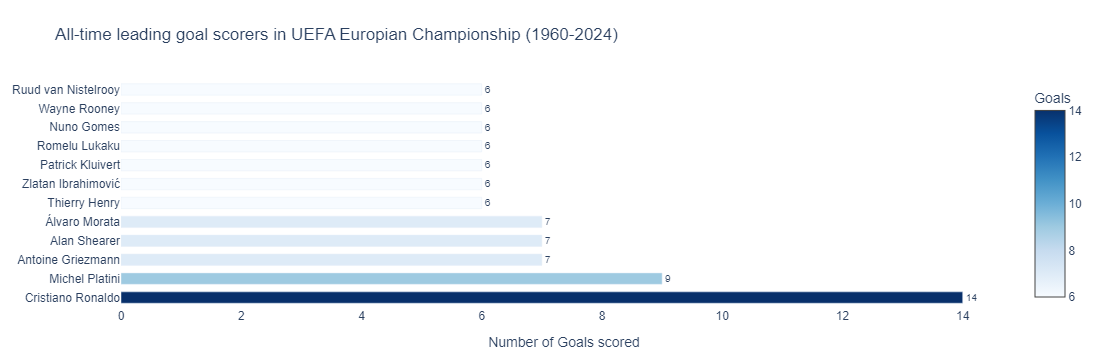 All-time leading goal scorers in UEFA Europian Championship (1960-2024)
Ruud van Nistelrooy 6
Wayne Rooney 6
Nuno Gomes 6
Romelu Lukaku 6
Patrick Kluivert 6
Zlatan Ibrahimović 6
Thierry Henry 6
Álvaro Morata 7
Alan Shearer 7
Antoine Griezmann 7
Michel Platini 9
Cristiano Ronaldo 14
0 2 4 6 8 10 12 14
Number of Goals scored
Goals
14
12
10
8
6